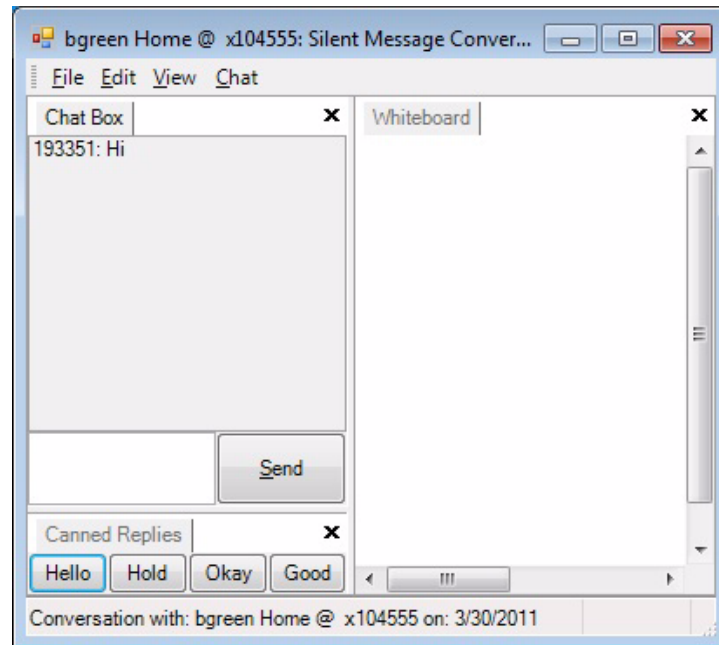 bgreen Home @ x104555: Silent Message Conver...
File Edit View Chat
Chat Box
Whiteboard
193351: Hi
Send
Canned Replies
Hello Hold Okay Good
Conversation with: bgreen Home @ x104555 on: 3/30/2011